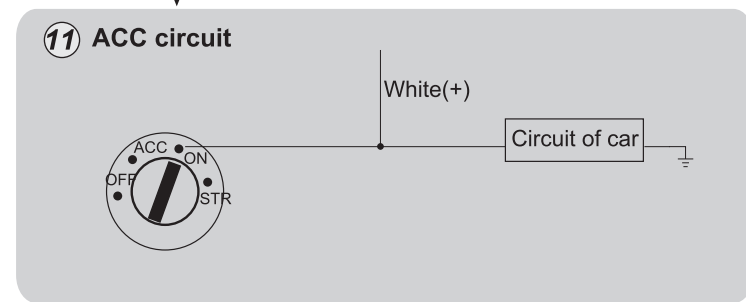 11 ACC circuit
White(+)
Circuit of car
ACC
ON
OFF
STR